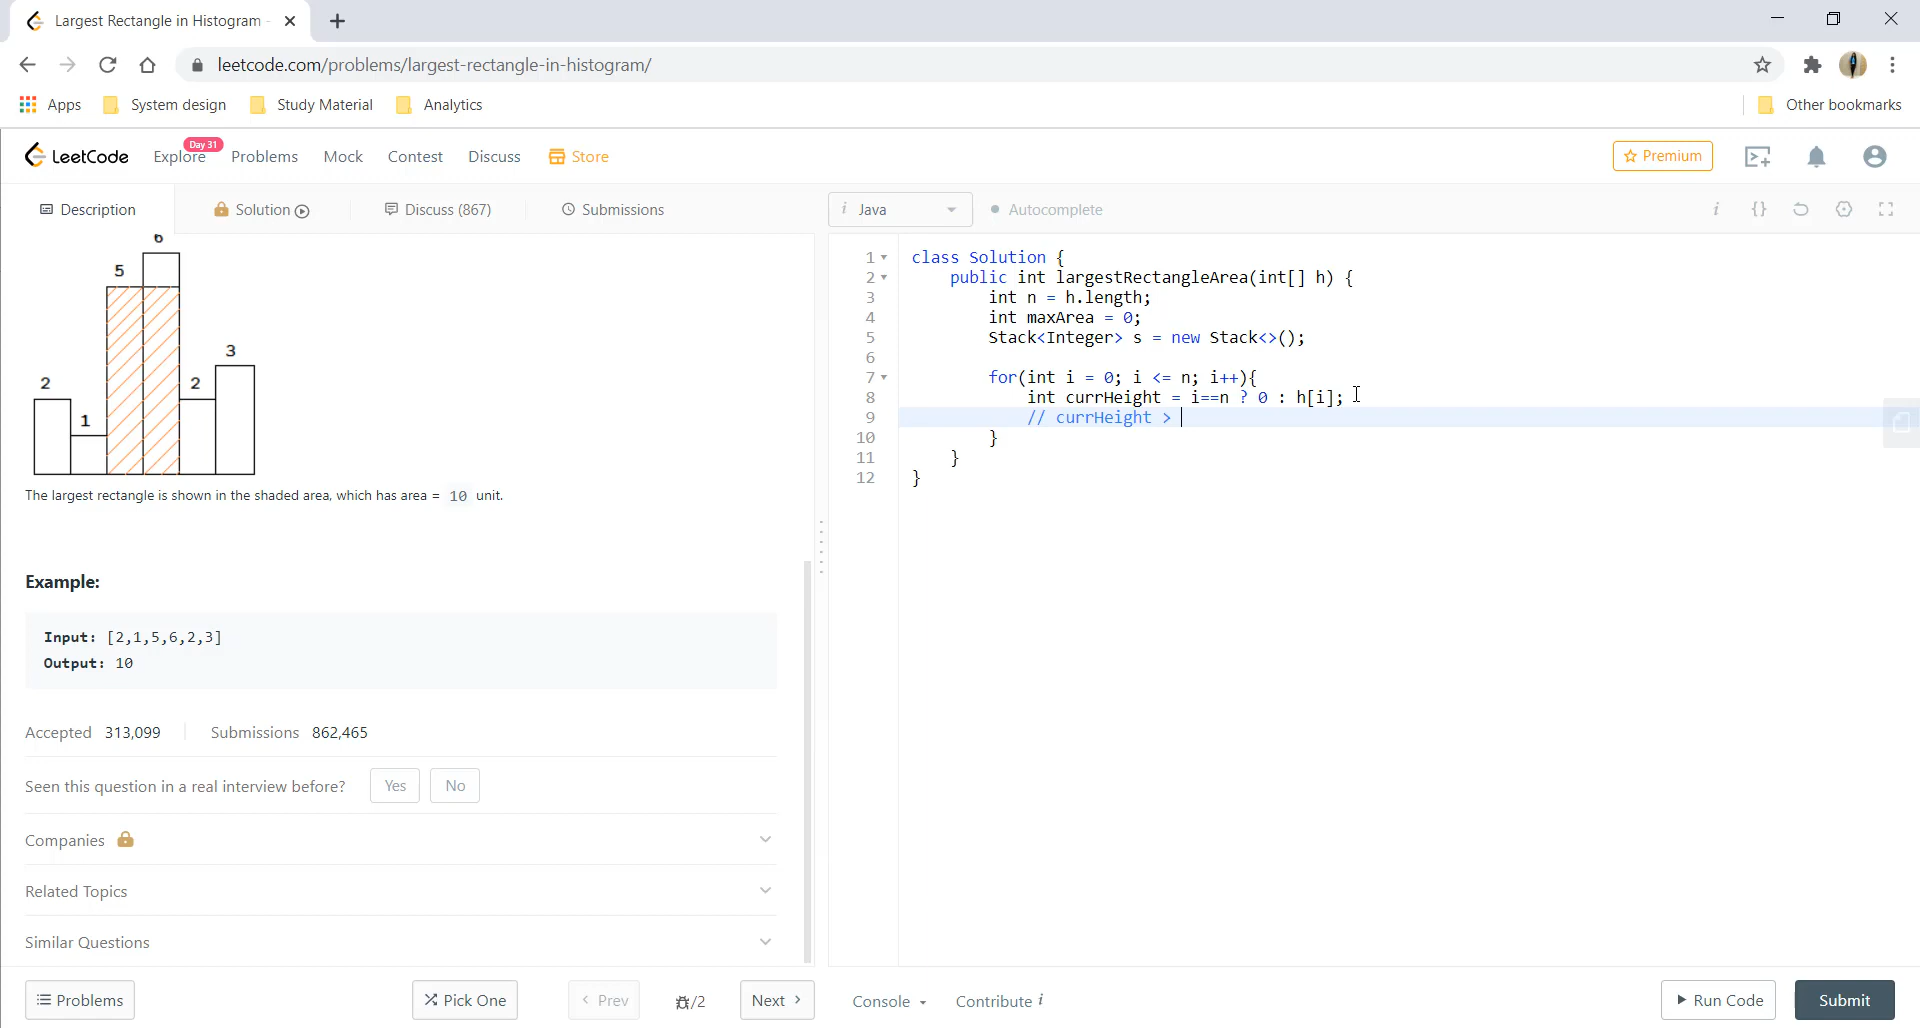 Largest Rectangle in Histogram -
leetcode.com/problems/largest-rectangle-in-histogram/
Apps System design Study Material Analytics Other bookmarks
LeetCode Explore Day 31 Problems Mock Contest Discuss Store Premium
Description Solution Discuss (867) Submissions
i Java Autocomplete i {}
6
5
3
2
2
1
The largest rectangle is shown in the shaded area, which has area = 10 unit.
Example:
Input: [2,1,5,6,2,3]
Output: 10
Accepted 313,099 Submissions 862,465
Seen this question in a real interview before? Yes No
Companies
Related Topics
Similar Questions
Problems Pick One < Prev /2 Next >
1 class Solution {
2 public int largestRectangleArea(int[] h) {
3 int n = h.length;
4 int maxArea = 0;
5 Stack<Integer> s = new Stack<>();
6
7 for(int i = 0; i <= n; i++){
8 int currHeight = i==n ? 0 : h[i];
9 // currHeight >
10 }
11 }
12 }
Console Contribute i Run Code Submit